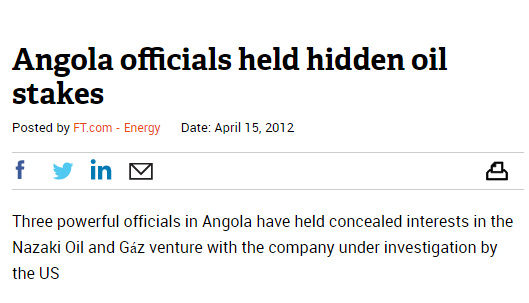 Angola officials held hidden oil
stakes
Posted by FT.com - Energy Date: April 15, 2012
Three powerful officials in Angola have held concealed interests in the
Nazaki Oil and Gáz venture with the company under investigation by
the US